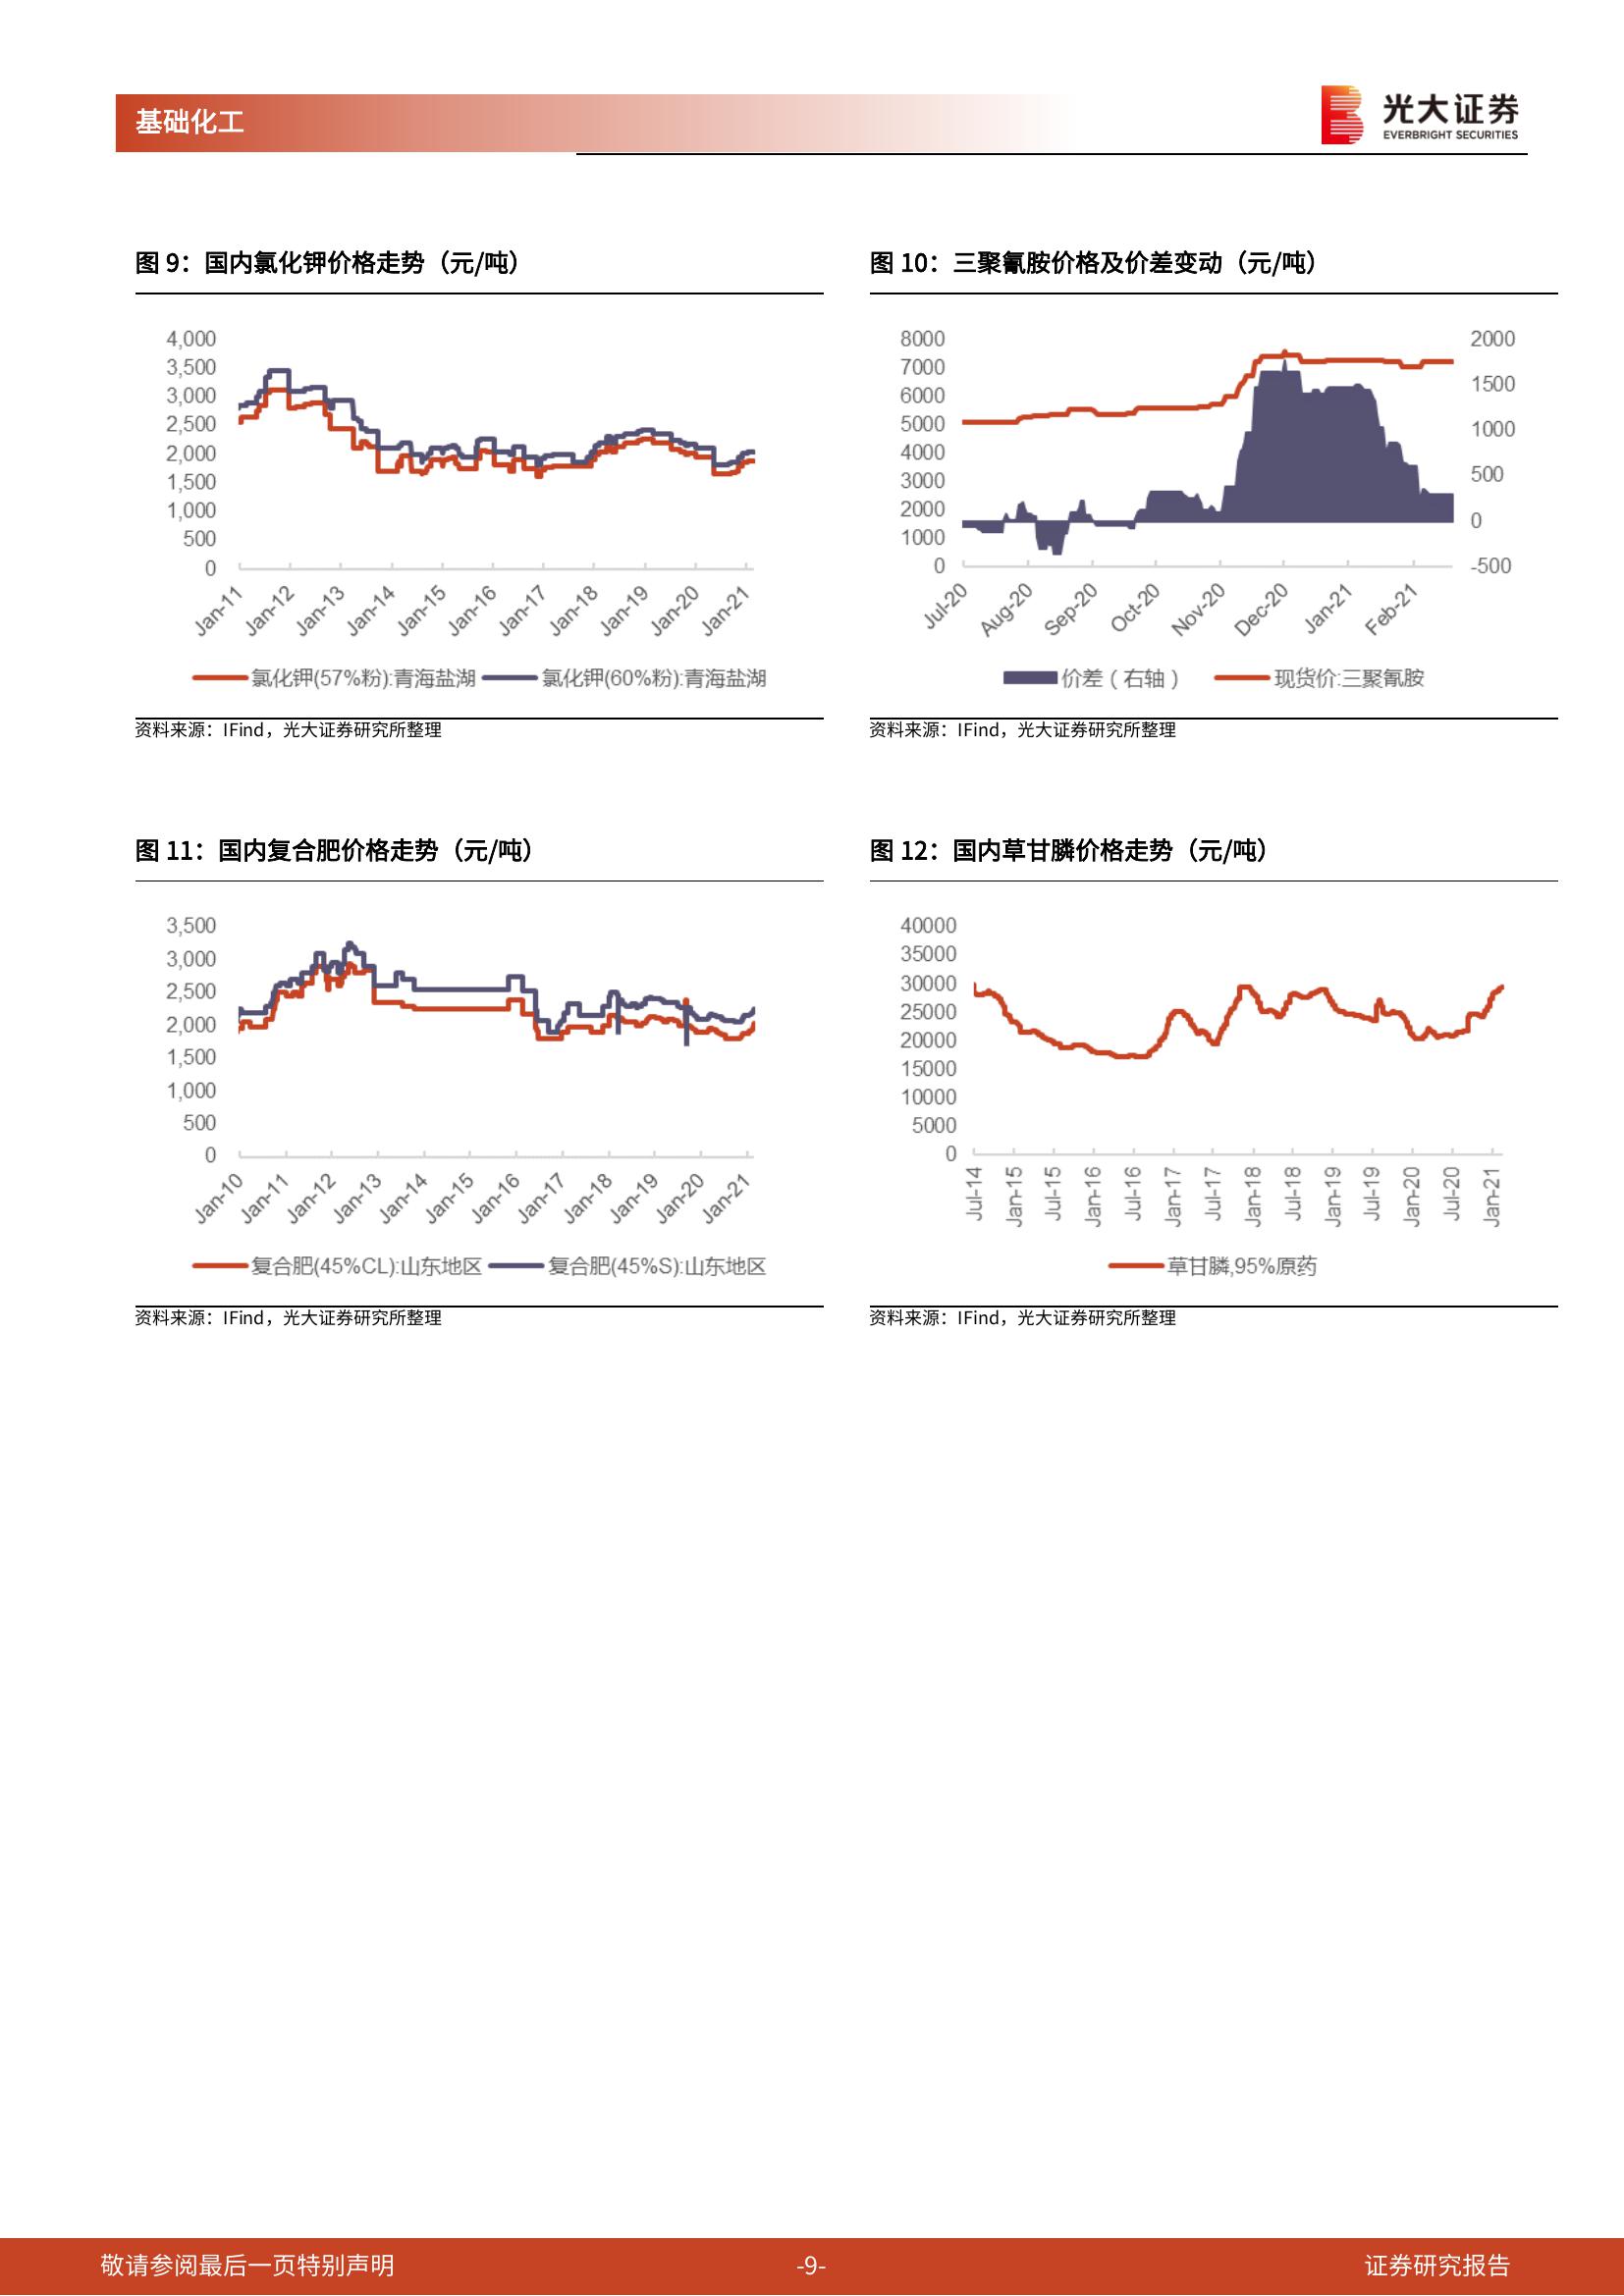 基础化工
光大证券
EVERBRIGHT SECURITIES
图 9：国内氯化钾价格走势（元/吨）
4,000
3,500
3,000
2,500
2,000
1,500
1,000
500
0
Jan-11
Jan-12
Jan-13
Jan-14
Jan-15
Jan-16
Jan-17
Jan-18
Jan-19
Jan-20
Jan-21
氯化钾(57%粉):青海盐湖
氯化钾(60%粉):青海盐湖
资料来源：IFind，光大证券研究所整理
图 10：三聚氰胺价格及价差变动（元/吨）
8000
7000
6000
5000
4000
3000
2000
1000
0
2000
1500
1000
500
0
-500
Jul-20
Aug-20
Sep-20
Oct-20
Nov-20
Dec-20
Jan-21
Feb-21
价差（右轴）
现货价:三聚氰胺
资料来源：IFind，光大证券研究所整理
图 11：国内复合肥价格走势（元/吨）
3,500
3,000
2,500
2,000
1,500
1,000
500
0
Jan-10
Jan-11
Jan-12
Jan-13
Jan-14
Jan-15
Jan-16
Jan-17
Jan-18
Jan-19
Jan-20
Jan-21
复合肥(45%CL):山东地区
复合肥(45%S):山东地区
资料来源：IFind，光大证券研究所整理
图 12：国内草甘膦价格走势（元/吨）
40000
35000
30000
25000
20000
15000
10000
5000
0
Jul-14
Jan-15
Jul-15
Jan-16
Jul-16
Jan-17
Jul-17
Jan-18
Jul-18
Jan-19
Jul-19
Jan-20
Jul-20
Jan-21
草甘膦,95%原药
资料来源：IFind，光大证券研究所整理
敬请参阅最后一页特别声明
-9-
证券研究报告